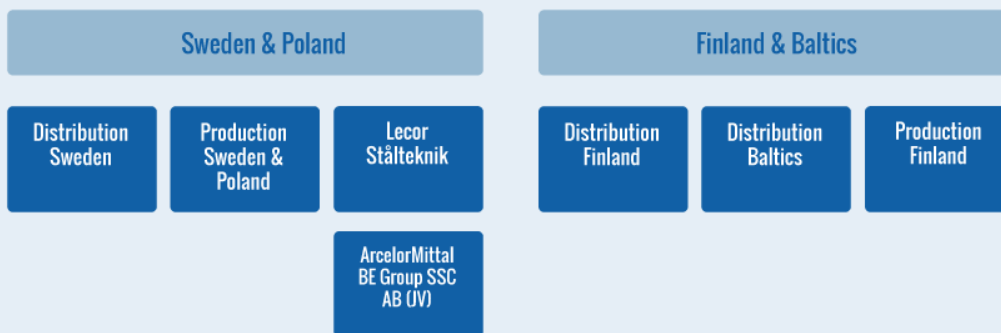 Sweden & Poland
Distribution
Sweden
Production
Sweden &
Poland
Lecor
Stålteknik
ArcelorMittal
BE Group SSC
AB (JV)
Finland & Baltics
Distribution
Finland
Distribution
Baltics
Production
Finland